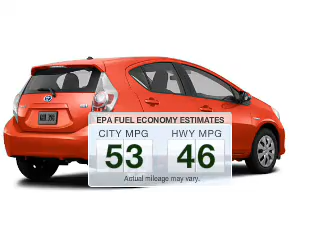 EPA FUEL ECONOMY ESTIMATES
CITY MPG HWY MPG
53 46
Actual mileage may vary.